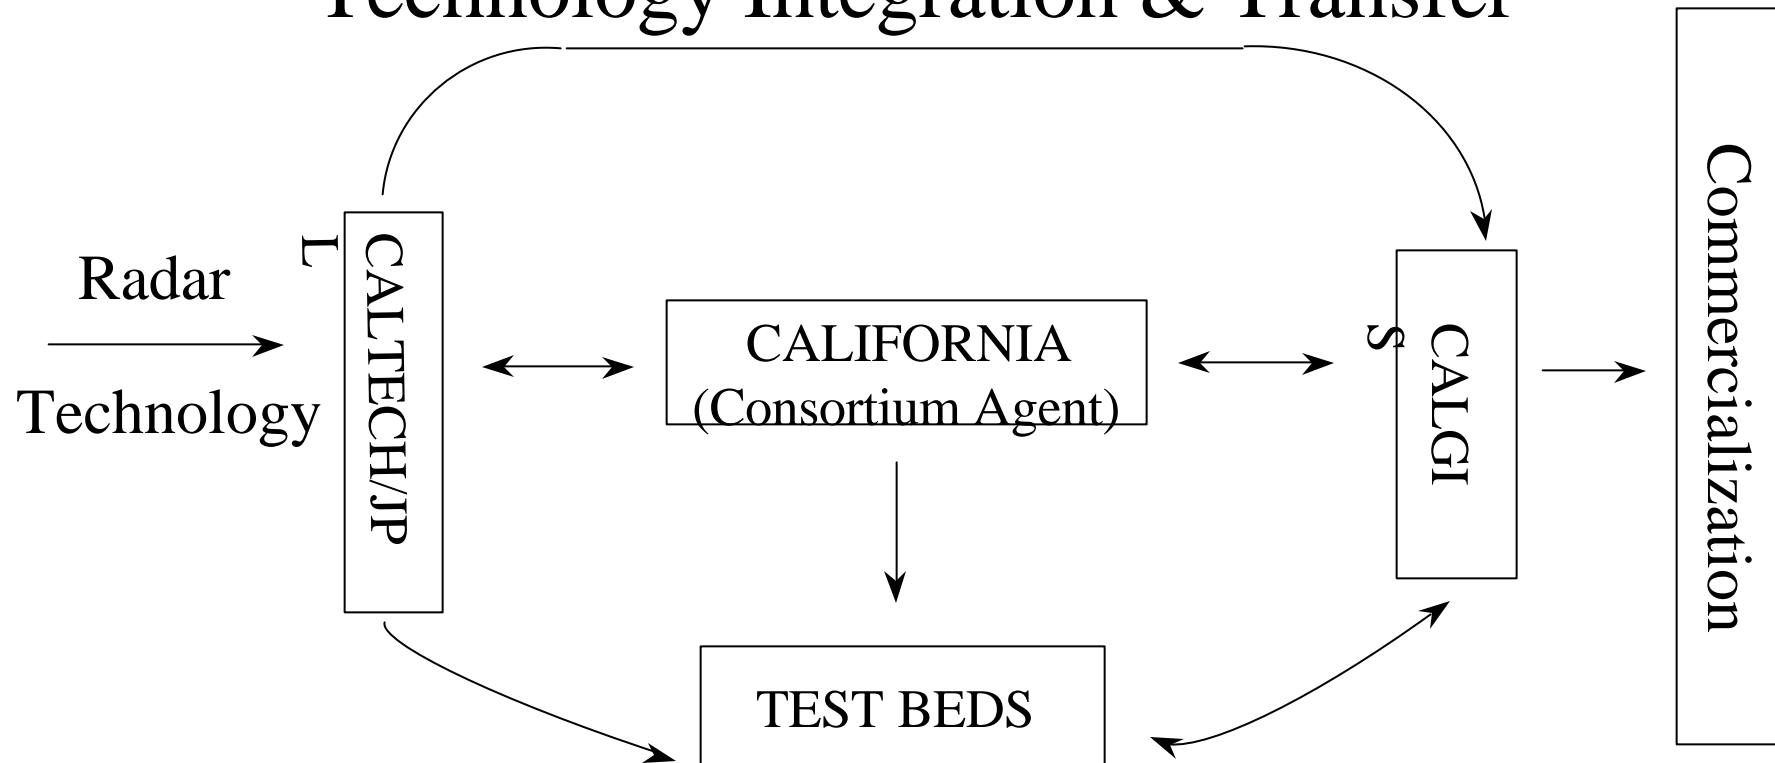 Technology Integration & Transfer
Radar
Technology
CALTECH/JP
L
CALIFORNIA
(Consortium Agent)
CALGI
S
Commercialization
TEST BEDS